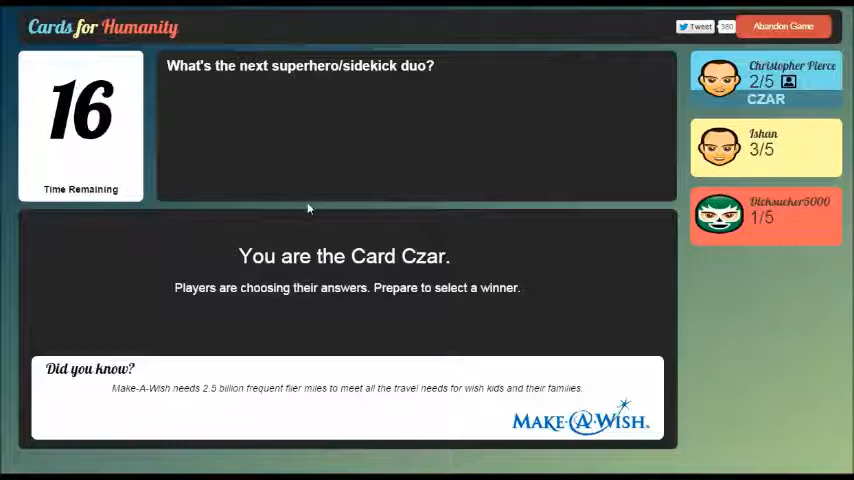 Cards for Humanity
Tweet 380
Abandon Game
16
Time Remaining
What's the next superhero/sidekick duo?
Christopher Pierce
2/5
CZAR
Ishan
3/5
Dicksucker5000
1/5
You are the Card Czar.
Players are choosing their answers. Prepare to select a winner.
Did you know?
Make-A-Wish needs 2.5 billion frequent flier miles to meet all the travel needs for wish kids and their families.
MAKE·A·WISH.